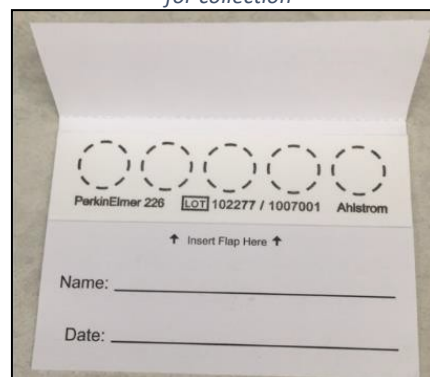 for collection
PerkinElmer 226 LOT 102277 / 1007001 Ahlstrom
↑ Insert Flap Here ↑
Name:
Date: